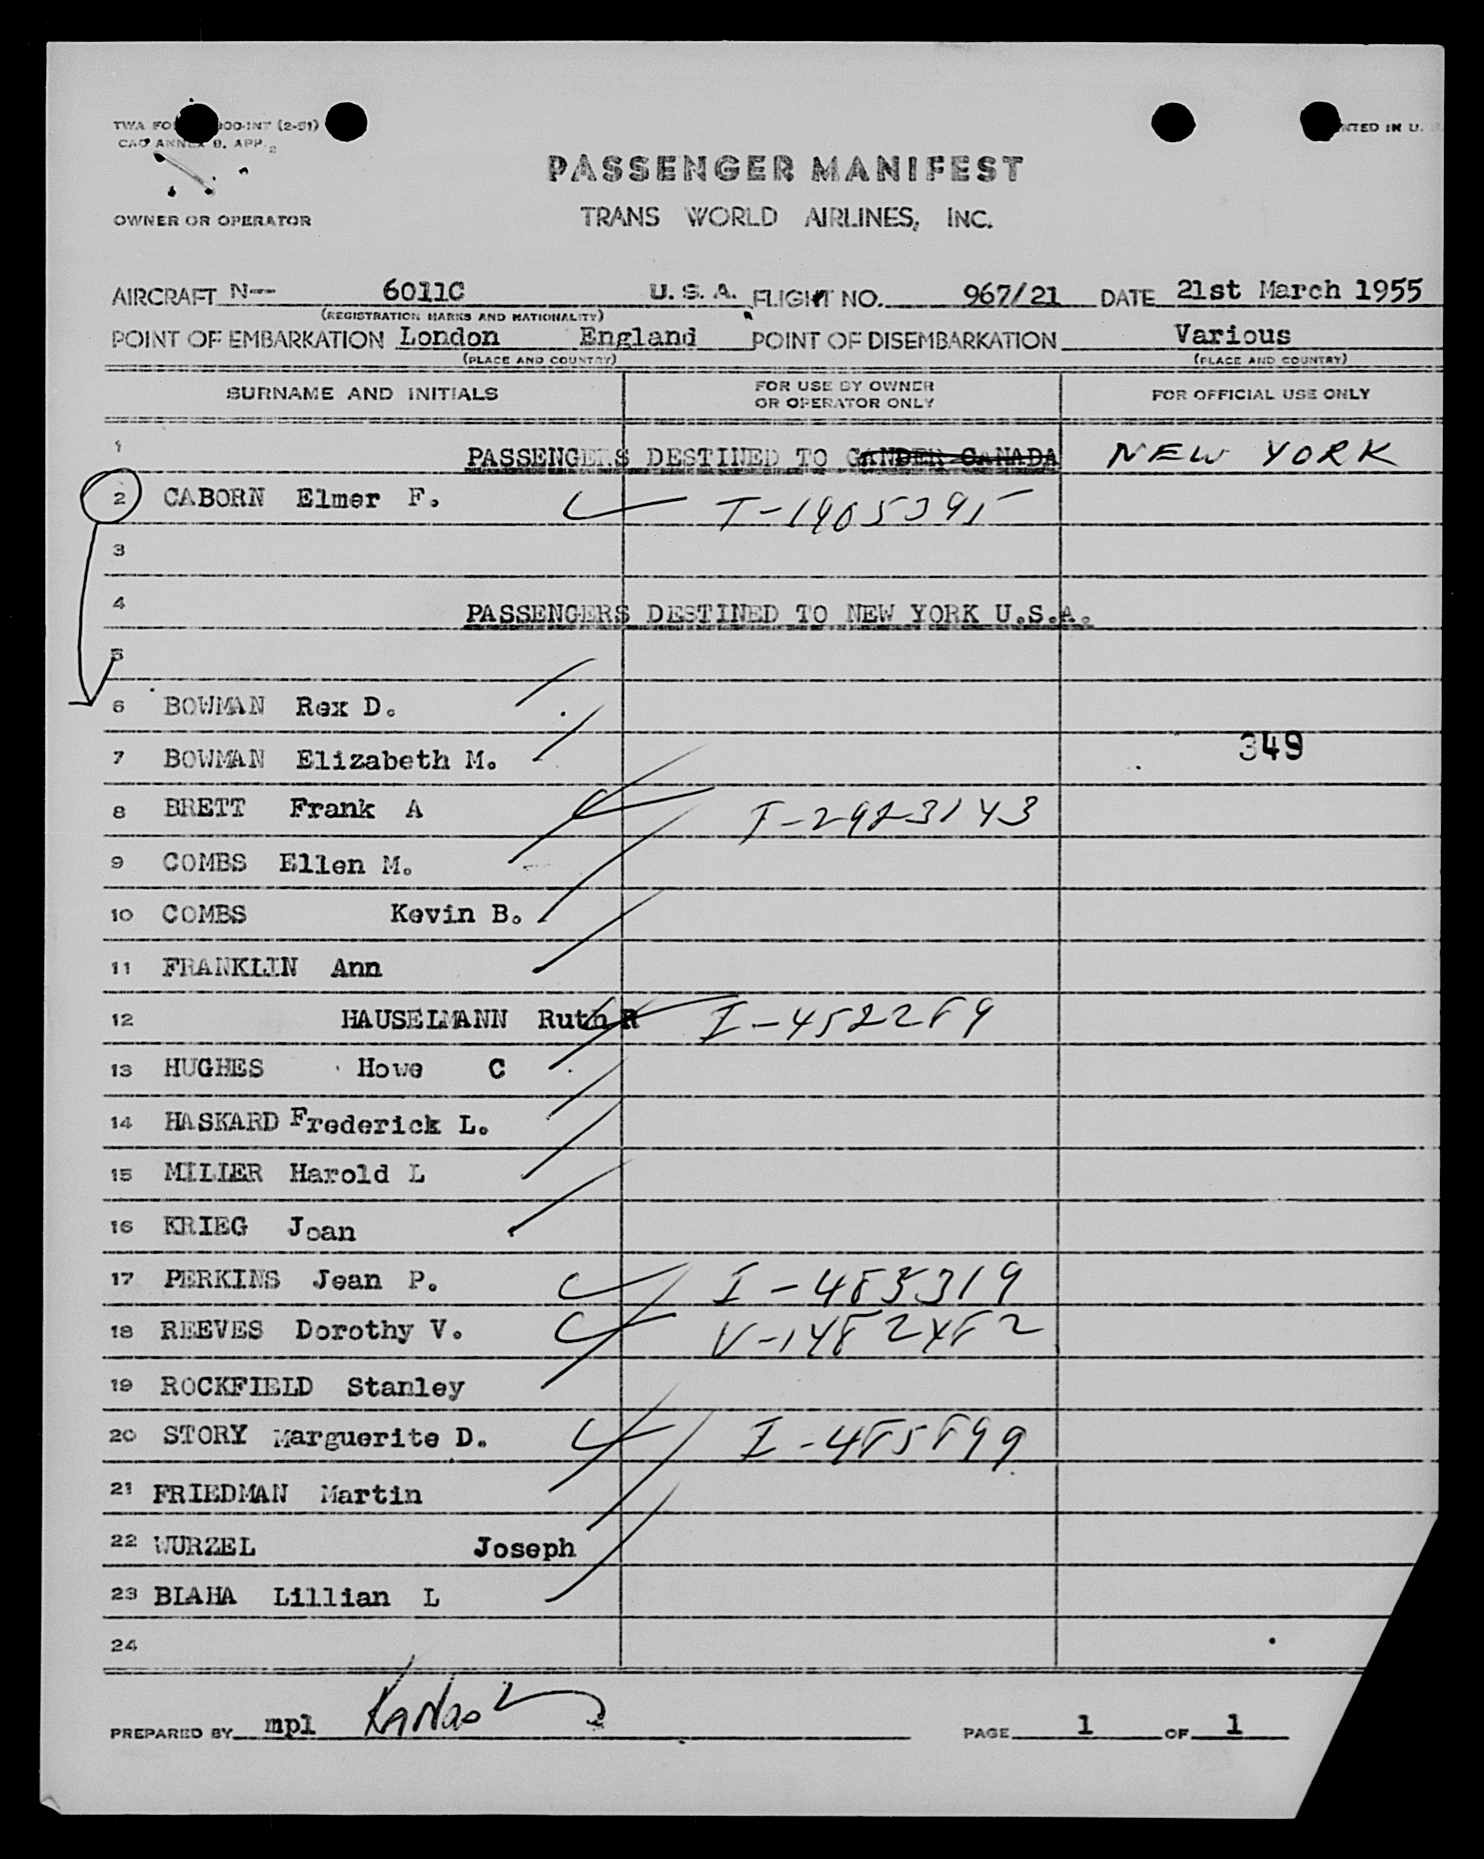 CAO ANNEX 9, APP. 2
PASSENGER MANIFEST
OWNER OR OPERATOR TRANS WORLD AIRLINES, INC.
AIRCRAFT N-- 6011C U. S. A. FLIGHT NO. 967/21 DATE 21st March 1955
(REGISTRATION MARKS AND NATIONALITY)
POINT OF EMBARKATION London England POINT OF DISEMBARKATION Various
(PLACE AND COUNTRY) (PLACE AND COUNTRY)
SURNAME AND INITIALS FOR USE BY OWNER OR OPERATOR ONLY FOR OFFICIAL USE ONLY
1 PASSENGERS DESTINED TO GANDER CANADA NEW YORK
2 CABORN Elmer F.
3
4 PASSENGERS DESTINED TO NEW YORK U.S.A.
5
6 BOWMAN Rex D.
7 BOWMAN Elizabeth M. 349
8 BRETT Frank A I-2923143
9 COMBS Ellen M.
10 COMBS Kevin B.
11 FRANKLIN Ann
12 HAUSELMANN Ruth R I-452289
13 HUGHES Howe C
14 HASKARD Frederick L.
15 MILLER Harold L
16 KRIEG Joan
17 PERKINS Jean P. I-483319
18 REEVES Dorothy V. V-1482482
19 ROCKFIELD Stanley
20 STORY Marguerite D. I-485899
21 FRIEDMAN Martin
22 WURZEL Joseph
23 BLAHA Lillian L
24
PREPARED BY mpl PAGE 1 OF 1